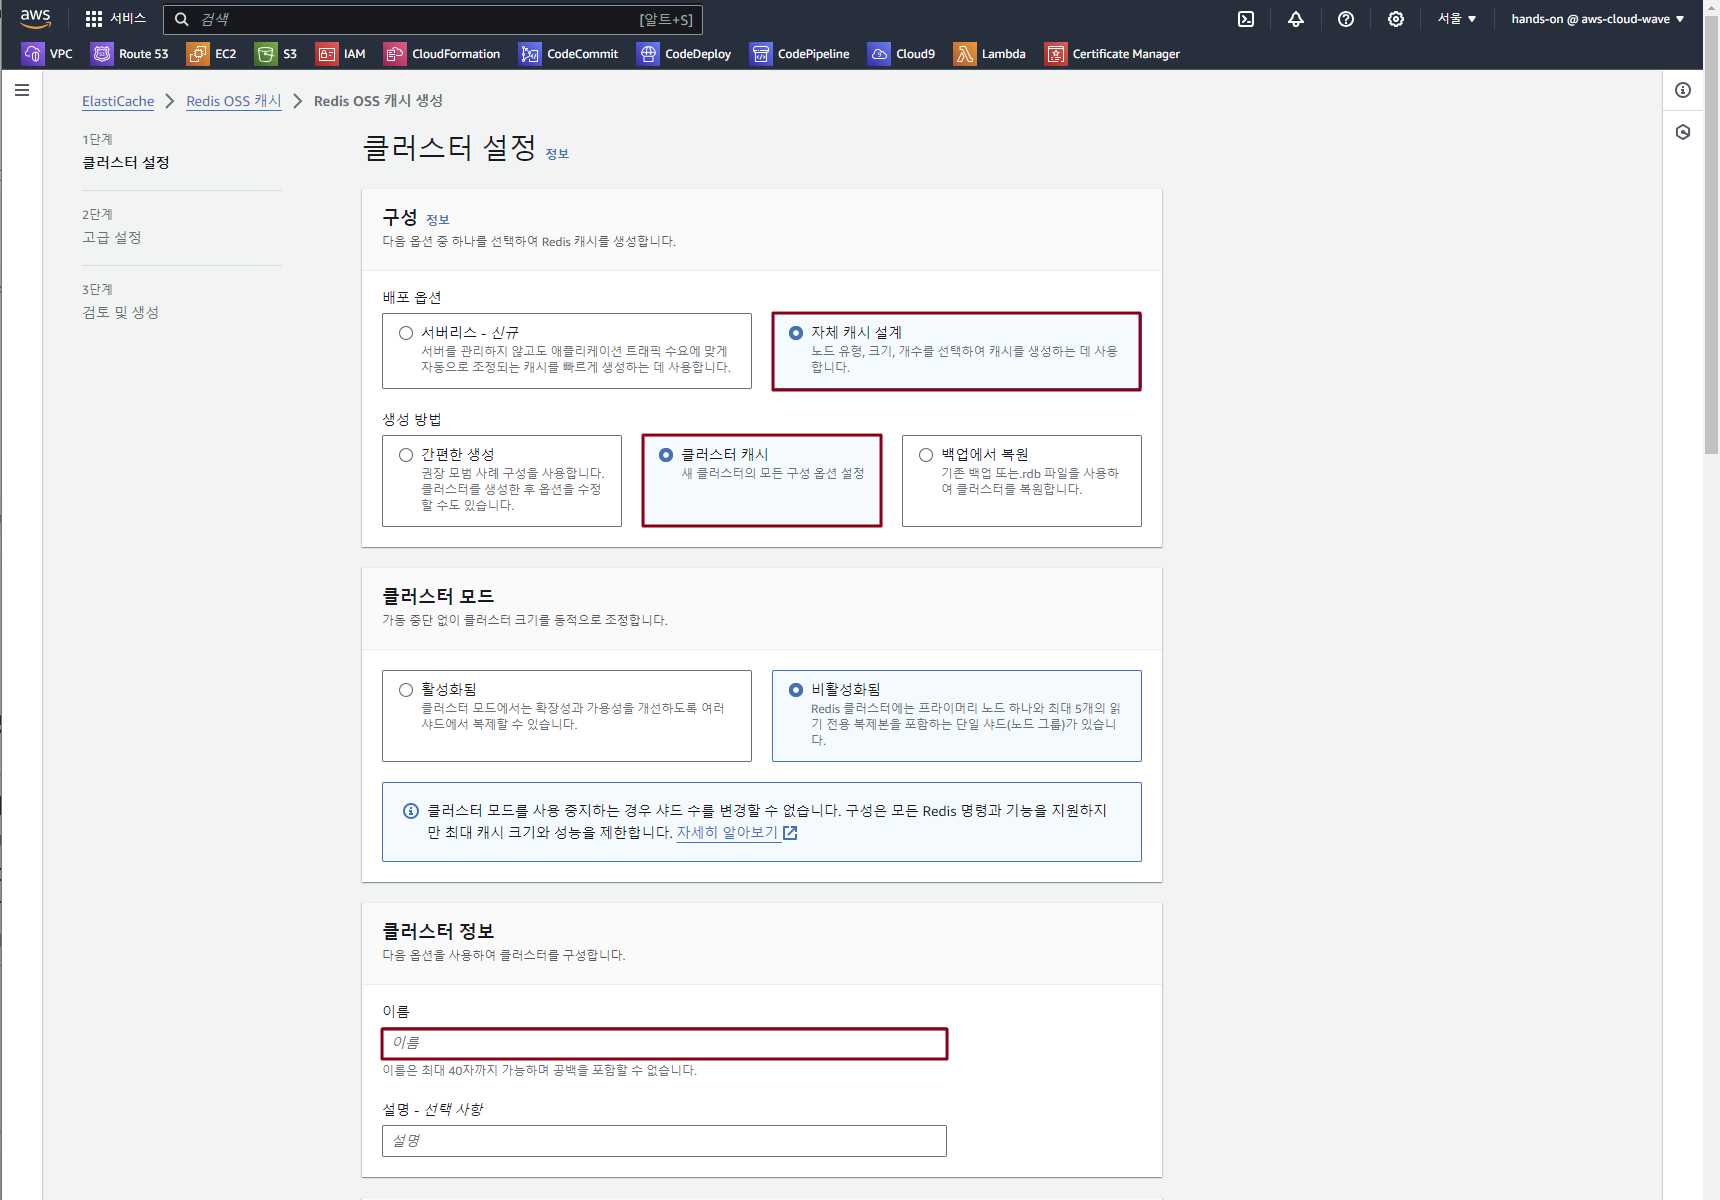 aws
서비스
검색
[알트+S]
서울
hands-on @ aws-cloud-wave
VPC
Route 53
EC2
S3
IAM
CloudFormation
CodeCommit
CodeDeploy
CodePipeline
Cloud9
Lambda
Certificate Manager
ElastiCache
Redis OSS 캐시
Redis OSS 캐시 생성
1단계
클러스터 설정
2단계
고급 설정
3단계
검토 및 생성
클러스터 설정 정보
구성 정보
다음 옵션 중 하나를 선택하여 Redis 캐시를 생성합니다.
배포 옵션
서버리스 - 신규
서버를 관리하지 않고도 애플리케이션 트래픽 수요에 맞게
자동으로 조정되는 캐시를 빠르게 생성하는 데 사용합니다.
자체 캐시 설계
노드 유형, 크기, 개수를 선택하여 캐시를 생성하는 데 사용
합니다.
생성 방법
간편한 생성
권장 모범 사례 구성을 사용합니다.
클러스터를 생성한 후 옵션을 수정
할 수도 있습니다.
클러스터 캐시
새 클러스터의 모든 구성 옵션 설정
백업에서 복원
기존 백업 또는.rdb 파일을 사용하
여 클러스터를 복원합니다.
클러스터 모드
가동 중단 없이 클러스터 크기를 동적으로 조정합니다.
활성화됨
클러스터 모드에서는 확장성과 가용성을 개선하도록 여러
샤드에서 복제할 수 있습니다.
비활성화됨
Redis 클러스터에는 프라이머리 노드 하나와 최대 5개의 읽
기 전용 복제본을 포함하는 단일 샤드(노드 그룹)가 있습니
다.
클러스터 모드를 사용 중지하는 경우 샤드 수를 변경할 수 없습니다. 구성은 모든 Redis 명령과 기능을 지원하지
만 최대 캐시 크기와 성능을 제한합니다. 자세히 알아보기
클러스터 정보
다음 옵션을 사용하여 클러스터를 구성합니다.
이름
이름
이름은 최대 40자까지 가능하며 공백을 포함할 수 없습니다.
설명 - 선택 사항
설명